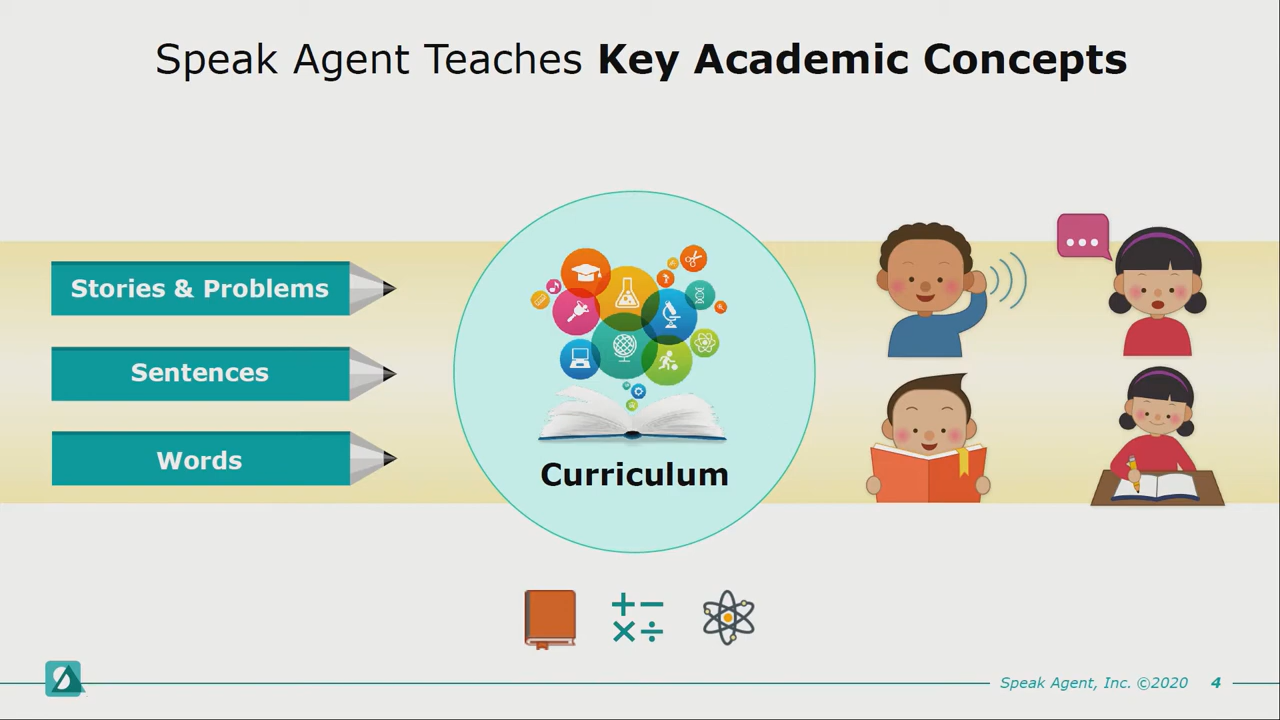 Speak Agent Teaches Key Academic Concepts
Stories & Problems
Sentences
Words
Curriculum
Speak Agent, Inc. ©2020 4